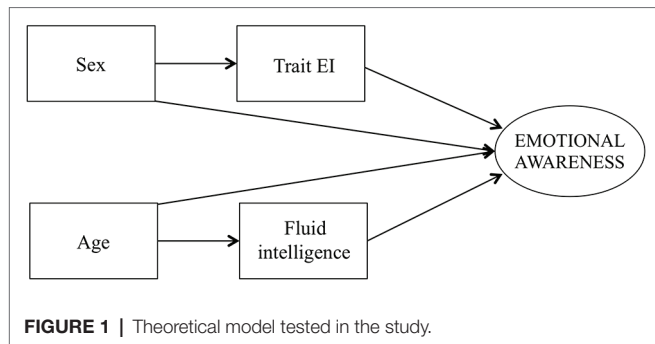 Sex
Trait EI
EMOTIONAL
AWARENESS
Age
Fluid
intelligence
FIGURE 1 | Theoretical model tested in the study.